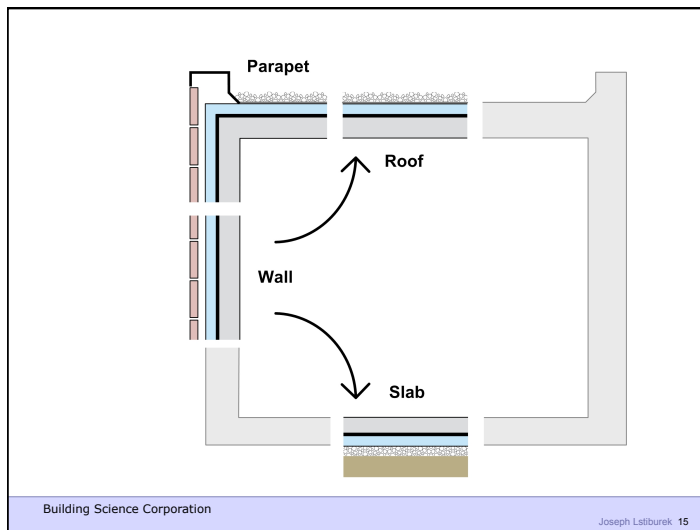 Parapet
Roof
Wall
Slab
Building Science Corporation
Joseph Lstiburek 15